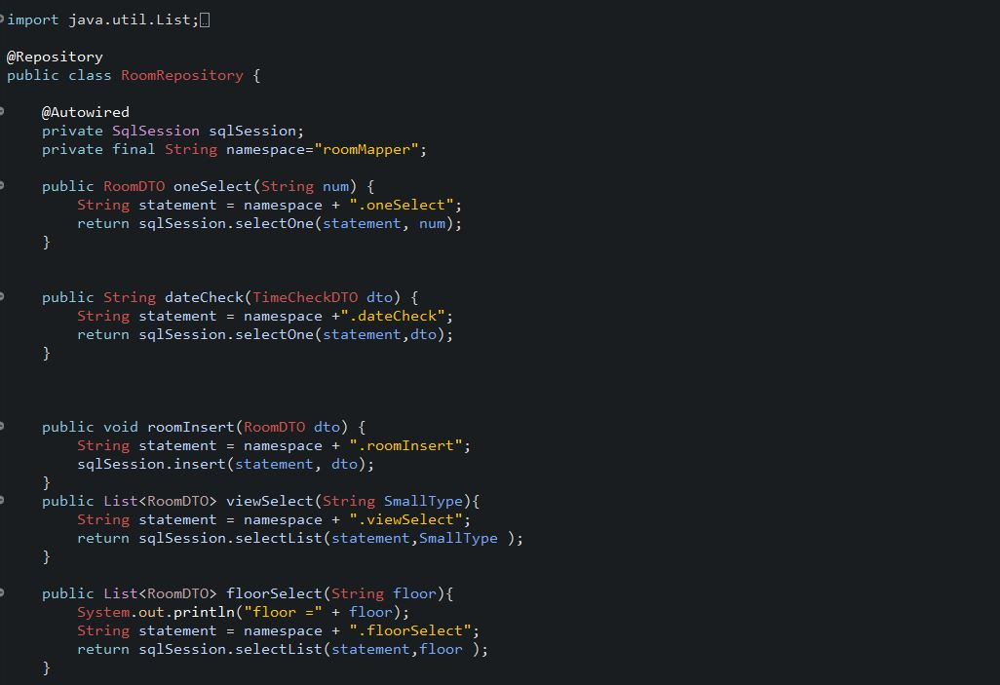 import java.util.List;
@Repository
public class RoomRepository {
@Autowired
private SqlSession sqlSession;
private final String namespace="roomMapper";
public RoomDTO oneSelect(String num) {
String statement = namespace + ".oneSelect";
return sqlSession.selectOne(statement, num);
}
public String dateCheck(TimeCheckDTO dto) {
String statement = namespace +".dateCheck";
return sqlSession.selectOne(statement,dto);
}
public void roomInsert(RoomDTO dto) {
String statement = namespace + ".roomInsert";
sqlSession.insert(statement, dto);
}
public List<RoomDTO> viewSelect(String SmallType){
String statement = namespace + ".viewSelect";
return sqlSession.selectList(statement,SmallType );
}
public List<RoomDTO> floorSelect(String floor){
System.out.println("floor =" + floor);
String statement = namespace + ".floorSelect";
return sqlSession.selectList(statement,floor );
}